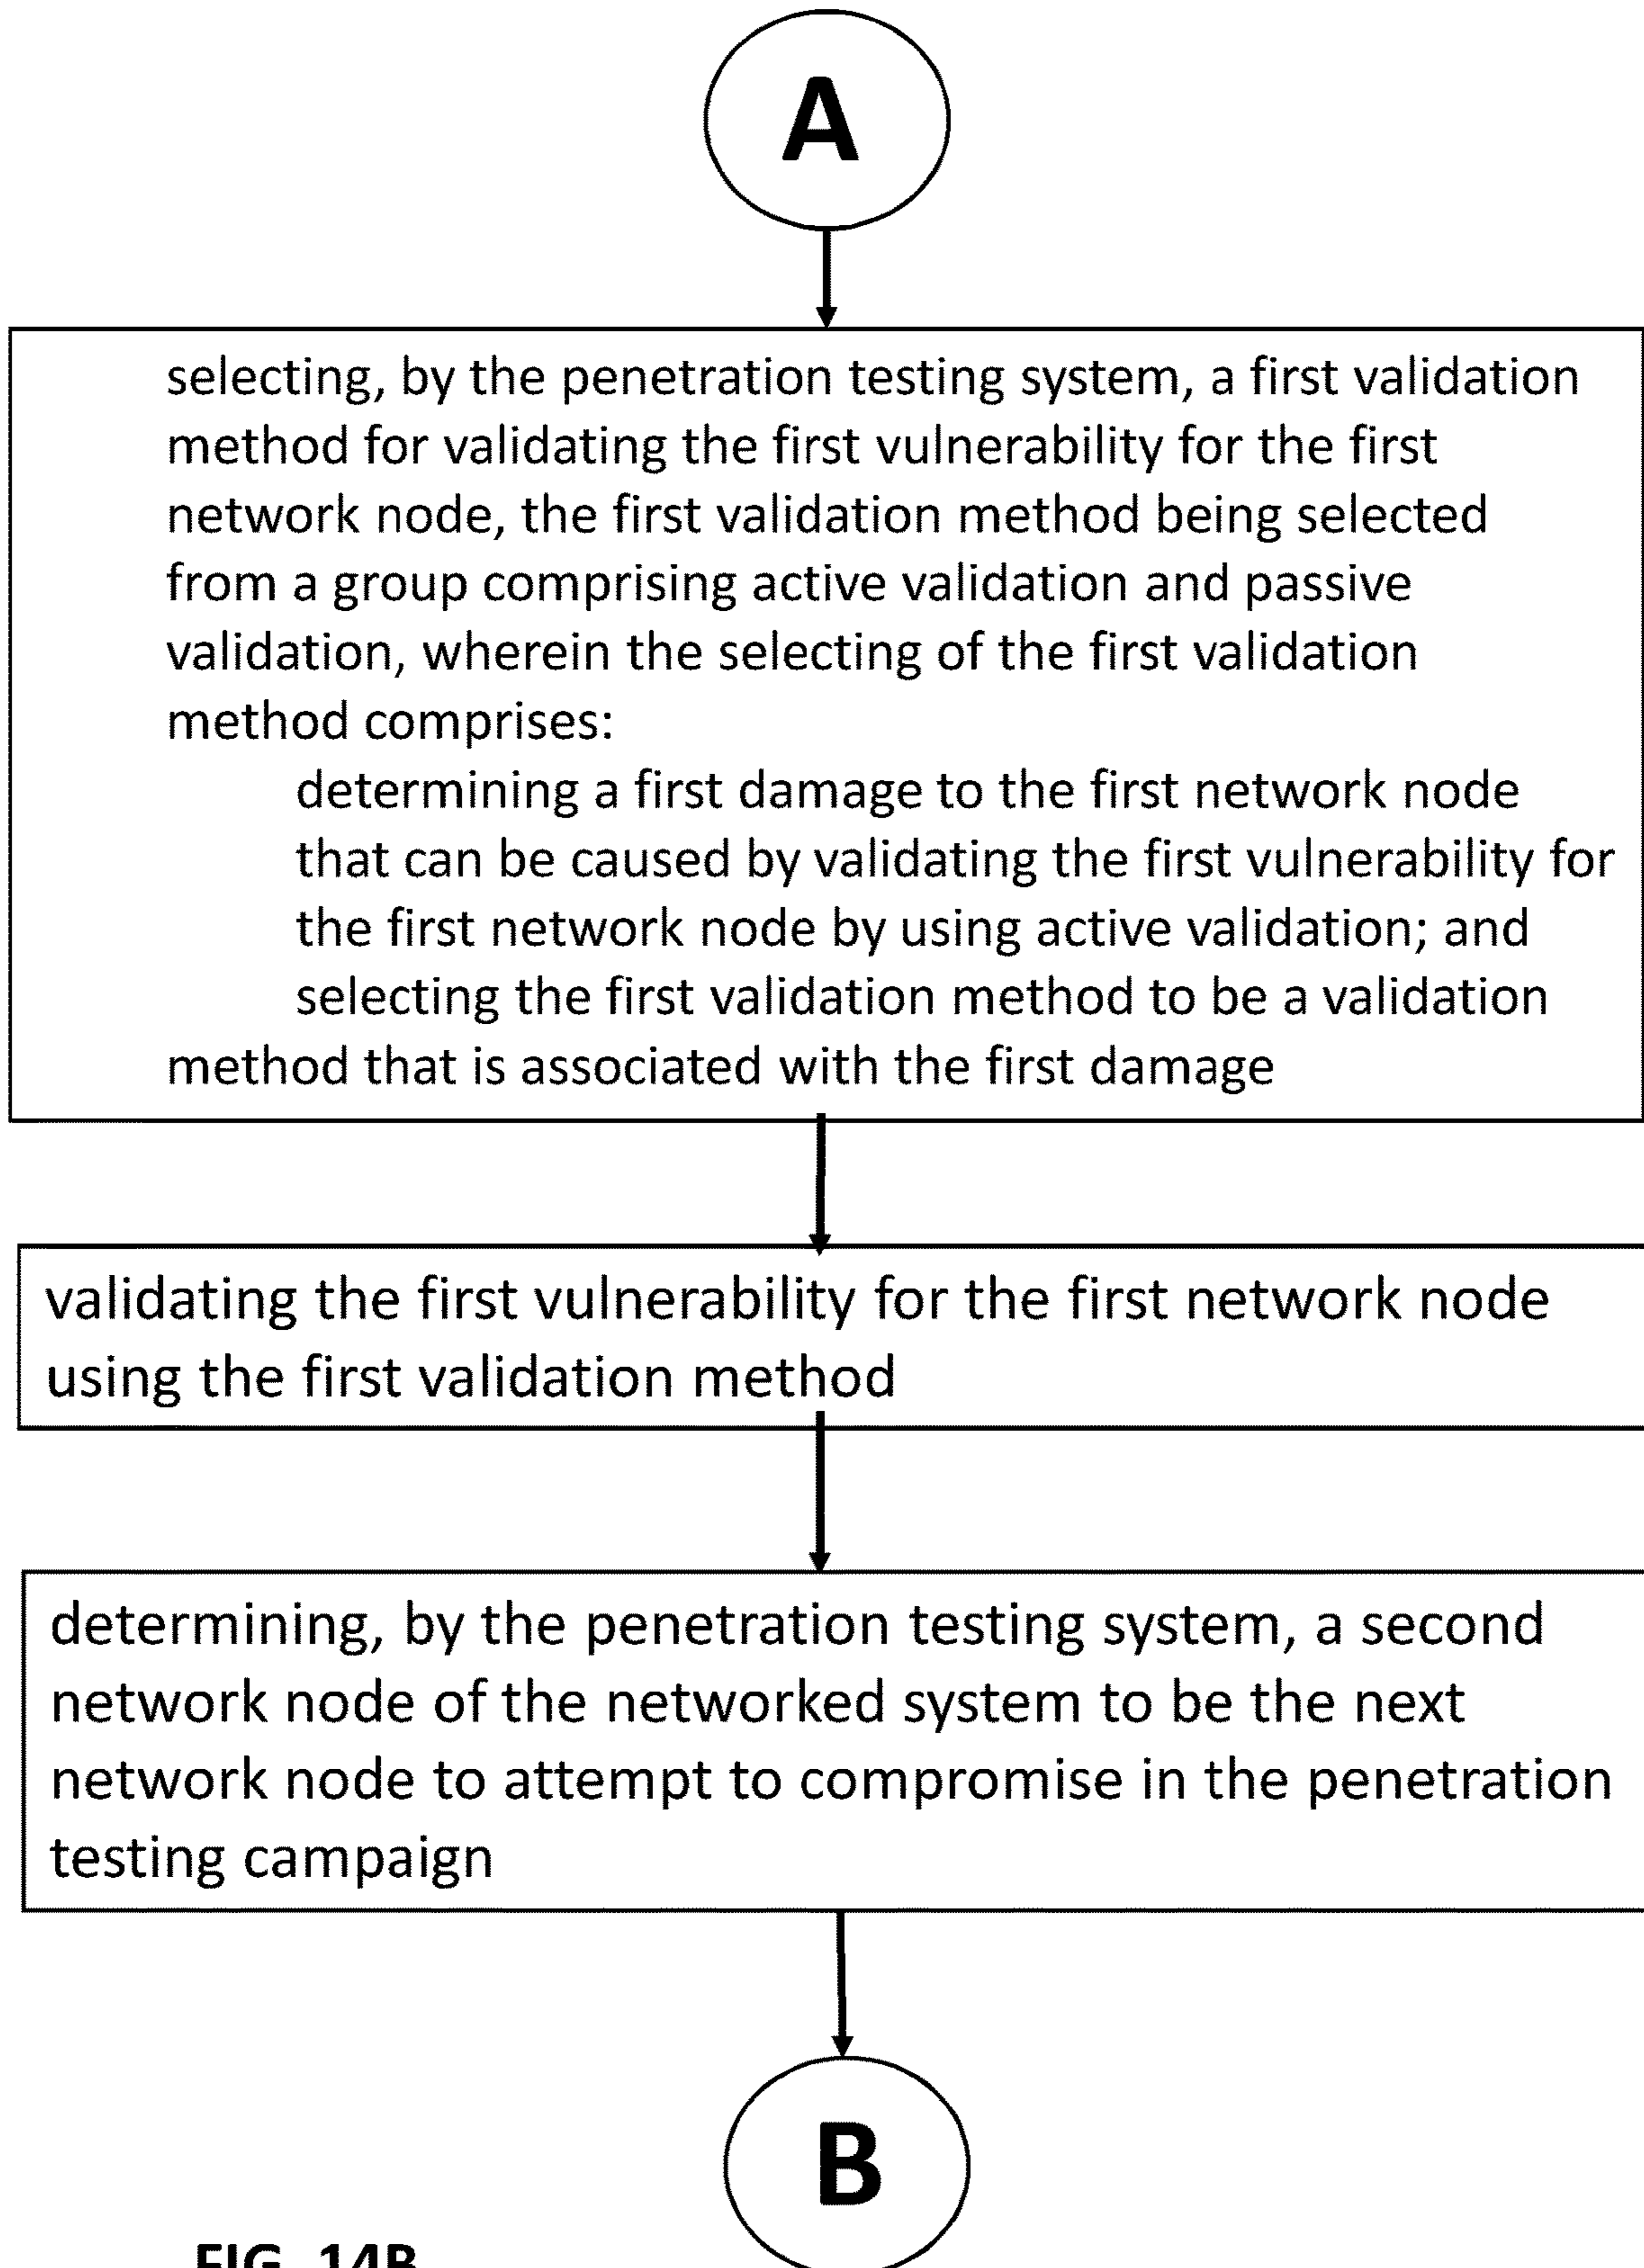 A
selecting, by the penetration testing system, a first validation
method for validating the first vulnerability for the first
network node, the first validation method being selected
from a group comprising active validation and passive
validation, wherein the selecting of the first validation
method comprises:
determining a first damage to the first network node
that can be caused by validating the first vulnerability for
the first network node by using active validation; and
selecting the first validation method to be a validation
method that is associated with the first damage
validating the first vulnerability for the first network node
using the first validation method
determining, by the penetration testing system, a second
network node of the networked system to be the next
network node to attempt to compromise in the penetration
testing campaign
B
FIG. 14B